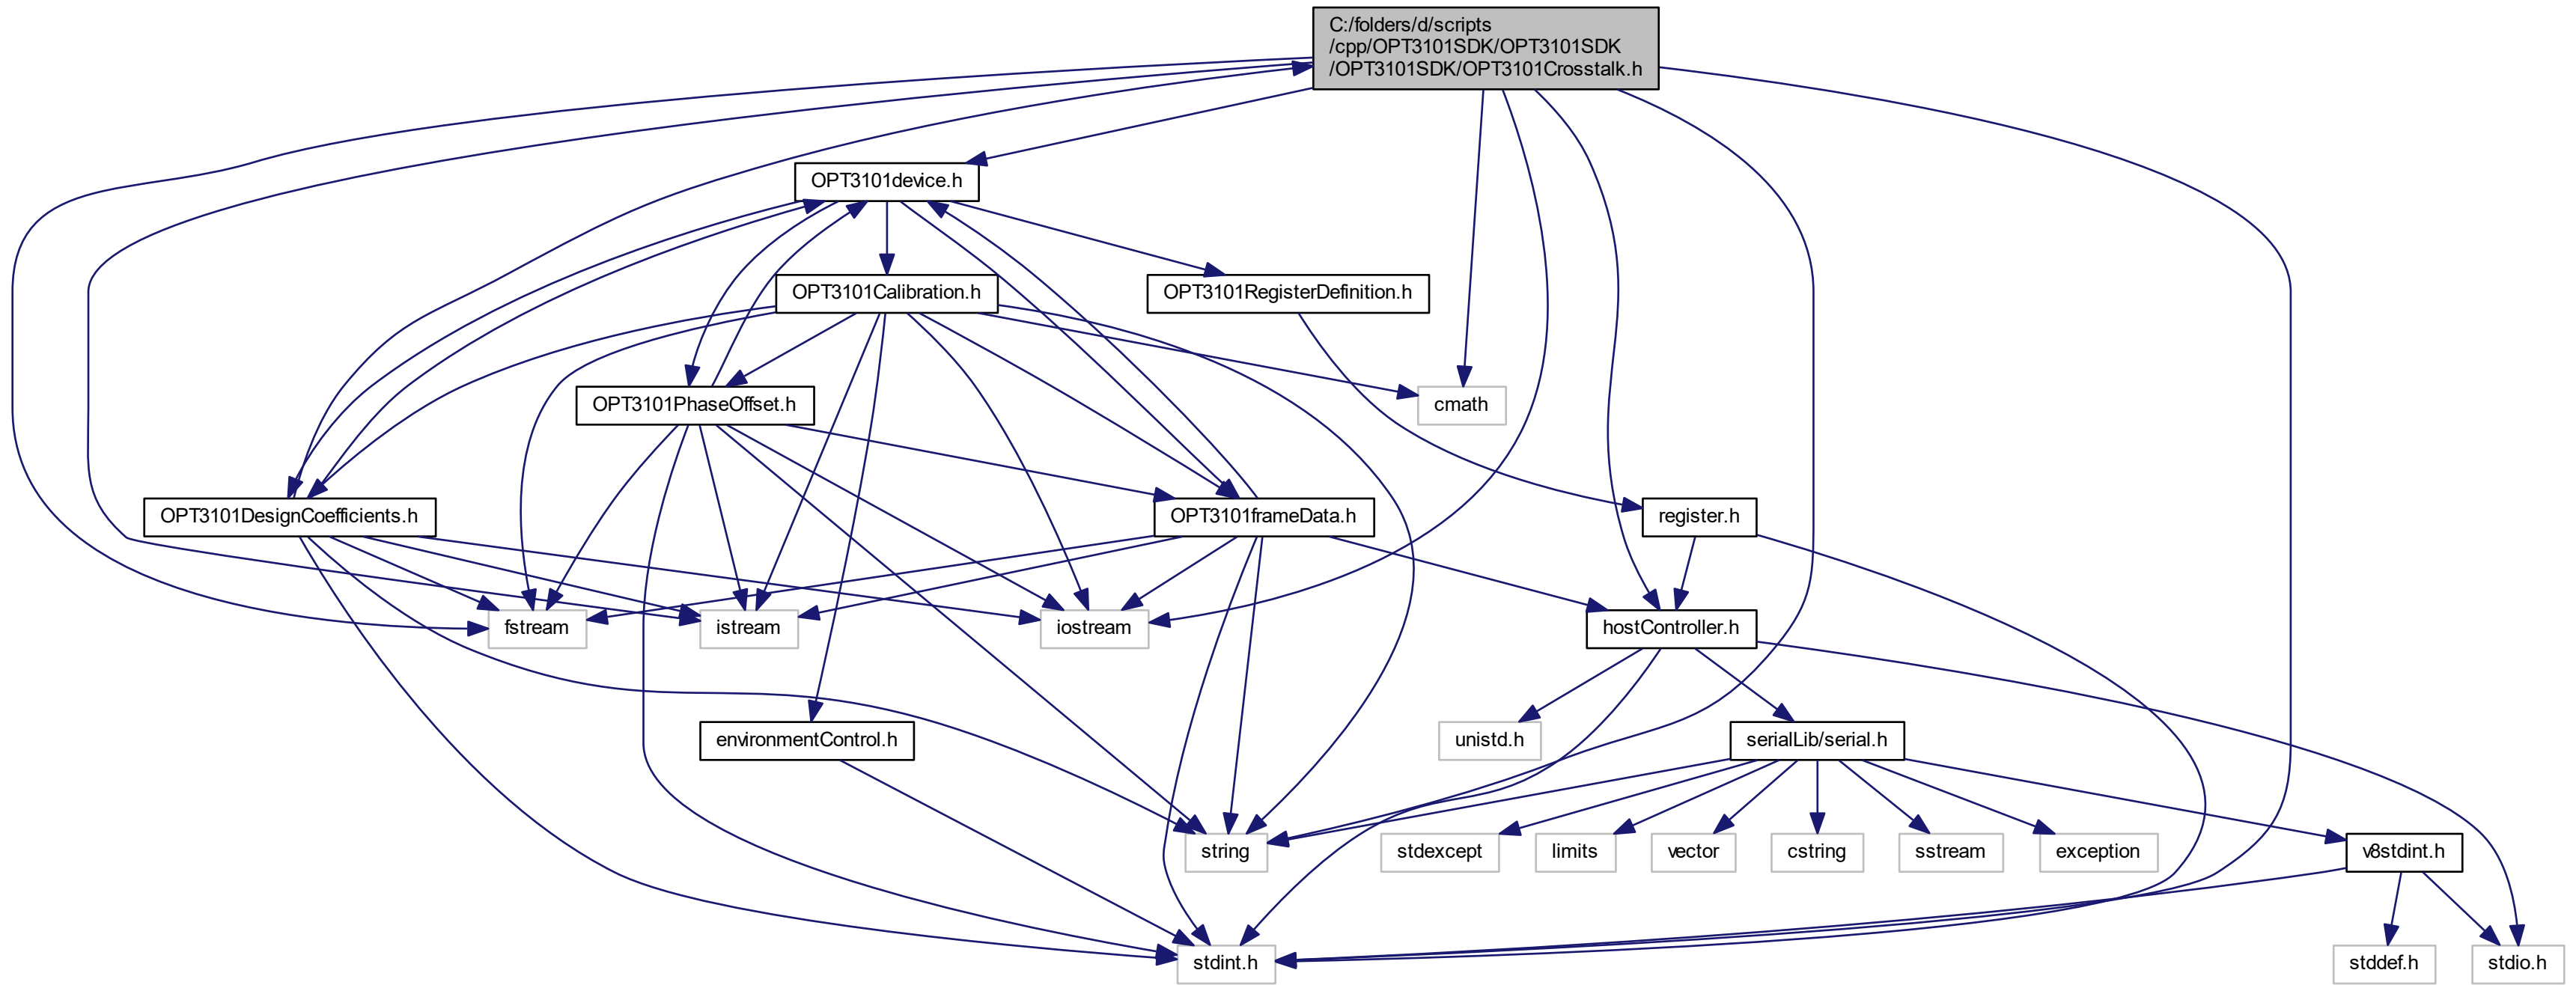 C:/folders/d/scripts
/cpp/OPT3101SDK/OPT3101SDK
/OPT3101SDK/OPT3101Crosstalk.h
OPT3101device.h
OPT3101Calibration.h
OPT3101RegisterDefinition.h
OPT3101PhaseOffset.h
cmath
OPT3101DesignCoefficients.h
OPT3101frameData.h
register.h
fstream
istream
iostream
hostController.h
environmentControl.h
unistd.h
serialLib/serial.h
string
stdexcept
limits
vector
cstring
sstream
exception
v8stdint.h
stdint.h
stddef.h
stdio.h